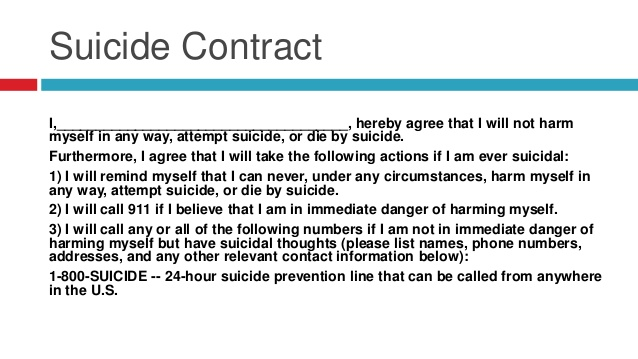 Suicide Contract
I,____________________________________, hereby agree that I will not harm
myself in any way, attempt suicide, or die by suicide.
Furthermore, I agree that I will take the following actions if I am ever suicidal:
1) I will remind myself that I can never, under any circumstances, harm myself in
any way, attempt suicide, or die by suicide.
2) I will call 911 if I believe that I am in immediate danger of harming myself.
3) I will call any or all of the following numbers if I am not in immediate danger of
harming myself but have suicidal thoughts (please list names, phone numbers,
addresses, and any other relevant contact information below):
1-800-SUICIDE -- 24-hour suicide prevention line that can be called from anywhere
in the U.S.